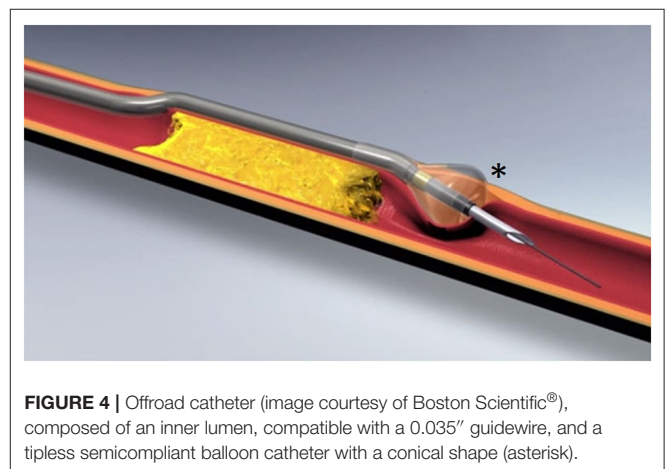 *
FIGURE 4 | Offroad catheter (image courtesy of Boston Scientific®),
composed of an inner lumen, compatible with a 0.035″ guidewire, and a
tipless semicompliant balloon catheter with a conical shape (asterisk).